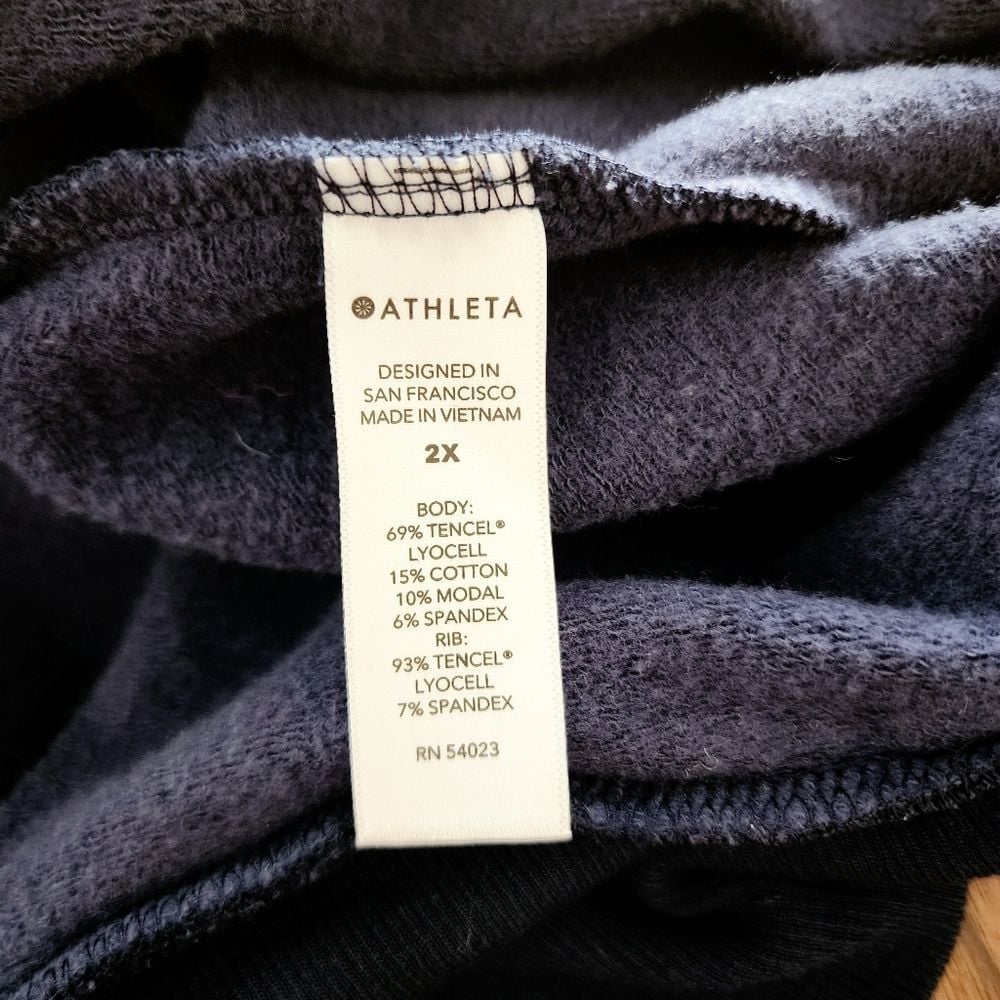 ATHLETA
DESIGNED IN
SAN FRANCISCO
MADE IN VIETNAM
2X
BODY:
69% TENCEL®
LYOCELL
15% COTTON
10% MODAL
6% SPANDEX
RIB:
93% TENCEL®
LYOCELL
7% SPANDEX
RN 54023